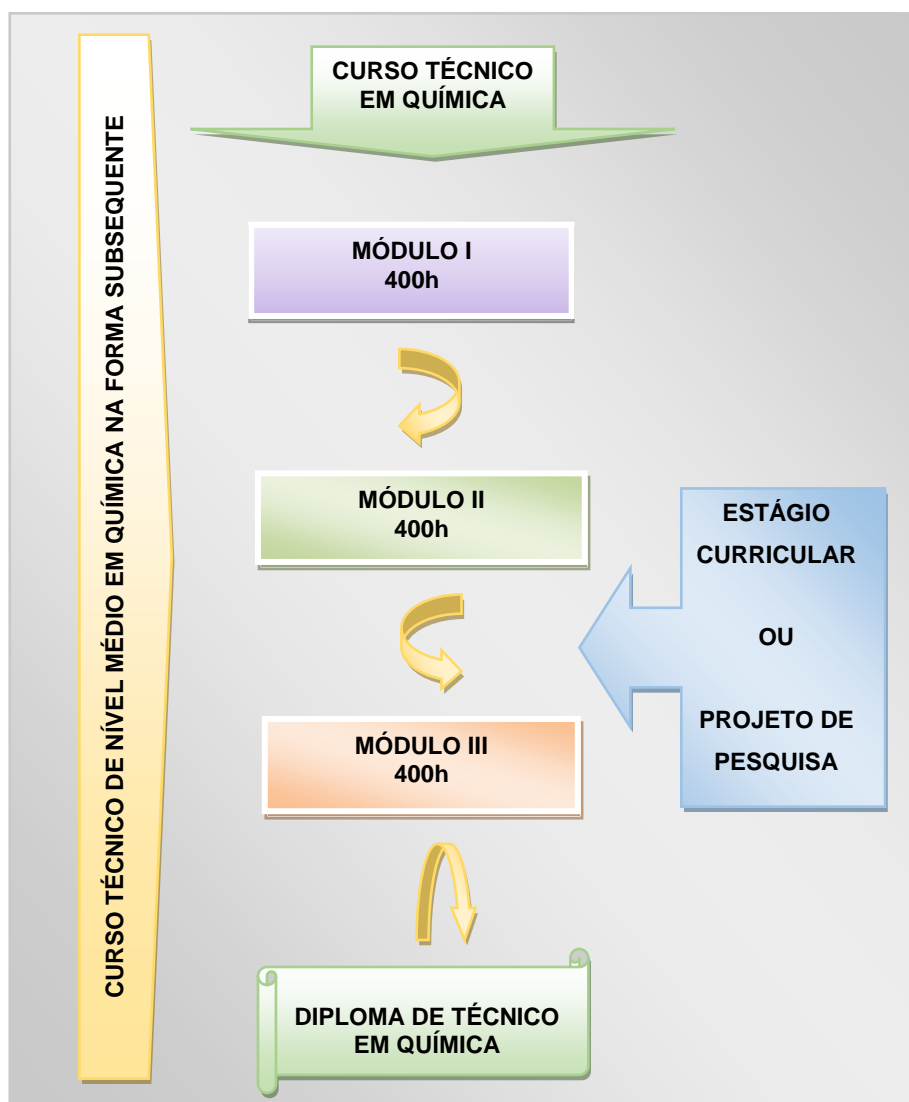 CURSO TÉCNICO DE NÍVEL MÉDIO EM QUÍMICA NA FORMA SUBSEQUENTE
CURSO TÉCNICO
EM QUÍMICA
MÓDULO I
400h
MÓDULO II
400h
ESTÁGIO
CURRICULAR
OU
PROJETO DE
PESQUISA
MÓDULO III
400h
DIPLOMA DE TÉCNICO
EM QUÍMICA